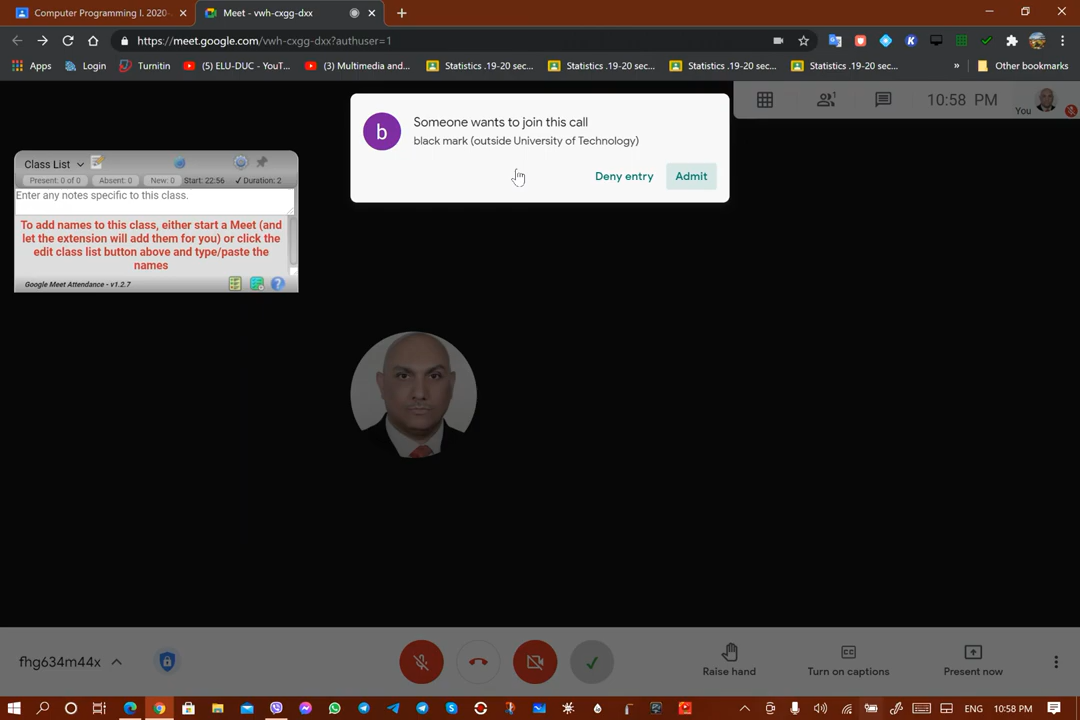 Computer Programming I. 2020-
Meet - vwh-cxgg-dxx
https://meet.google.com/vwh-cxgg-dxx?authuser=1
Apps
Login
Turnitin
(5) ELU-DUC - YouT...
(3) Multimedia and...
Statistics .19-20 sec...
Statistics .19-20 sec...
Statistics .19-20 sec...
Statistics .19-20 sec...
»
Other bookmarks
1
10:58 PM
You
b
Someone wants to join this call
black mark (outside University of Technology)
Deny entry
Admit
Class List
Present: 0 of 0
Absent: 0
New: 0
Start: 22:56
✓ Duration: 2
Enter any notes specific to this class.
To add names to this class, either start a Meet (and
let the extension will add them for you) or click the
edit class list button above and type/paste the
names
Google Meet Attendance - v1.2.7
fhg634m44x
Raise hand
CC
Turn on captions
Present now
ENG
10:58 PM